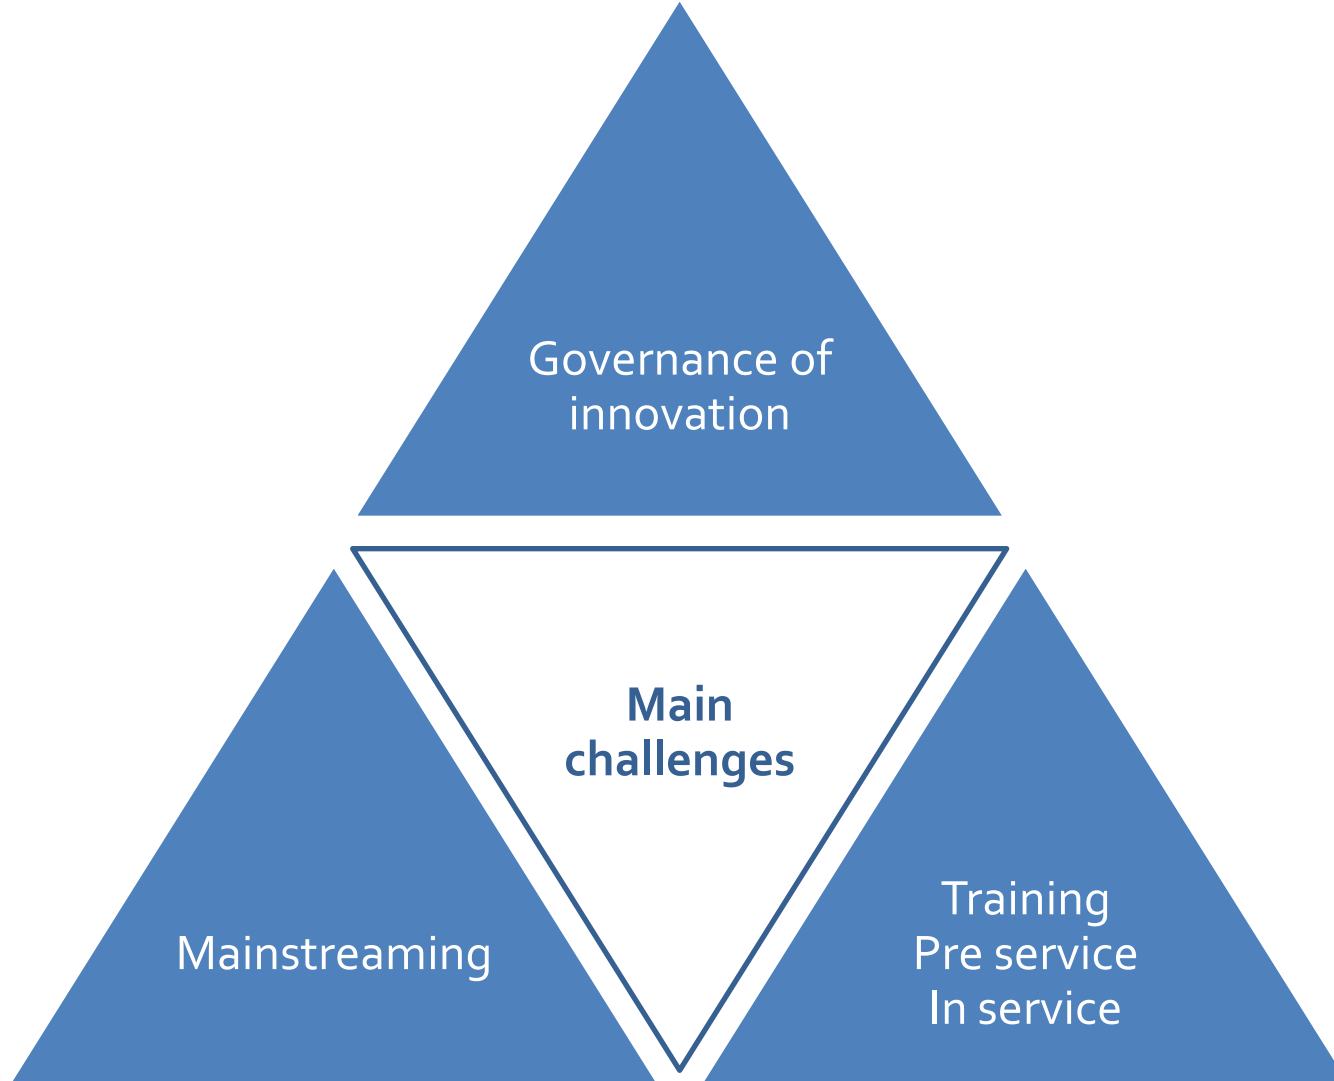 Governance of
innovation
Main
challenges
Mainstreaming
Training
Pre service
In service